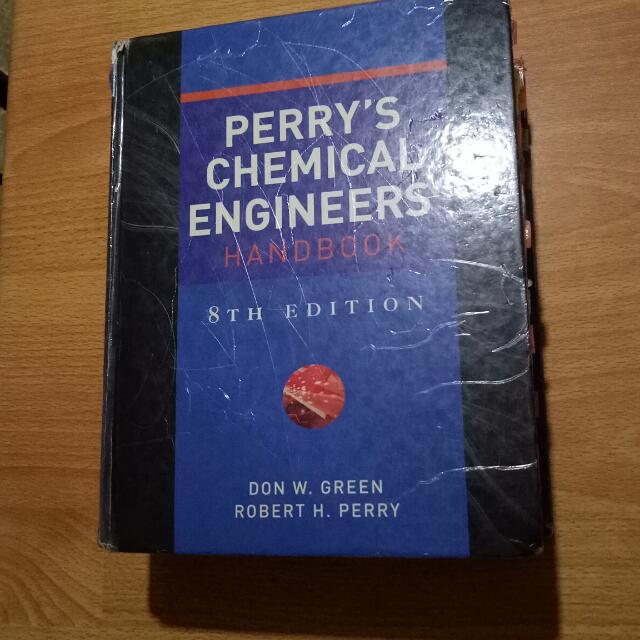 PERRY'S
CHEMICAL
ENGINEERS
HANDBOOK
8TH EDITION
DON W. GREEN
ROBERT H. PERRY